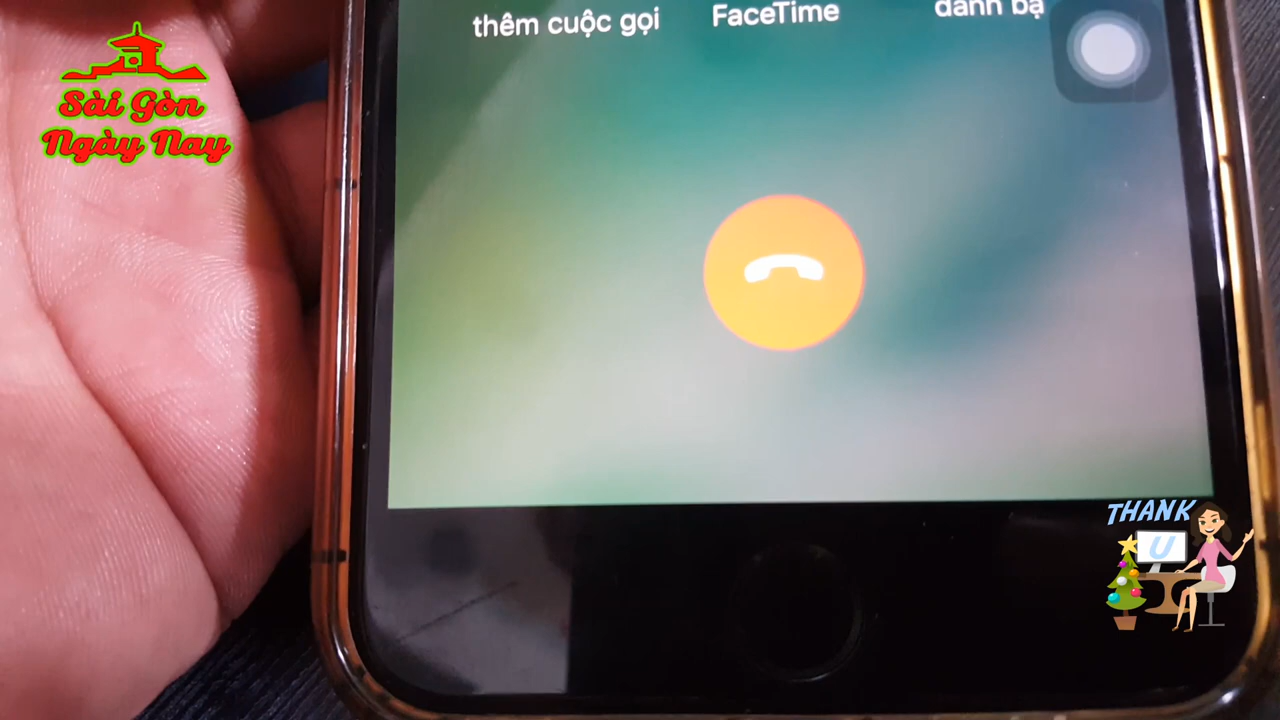 thêm cuộc gọi
FaceTime
danh bạ
Sài Gòn
Ngày Nay
THANK
U